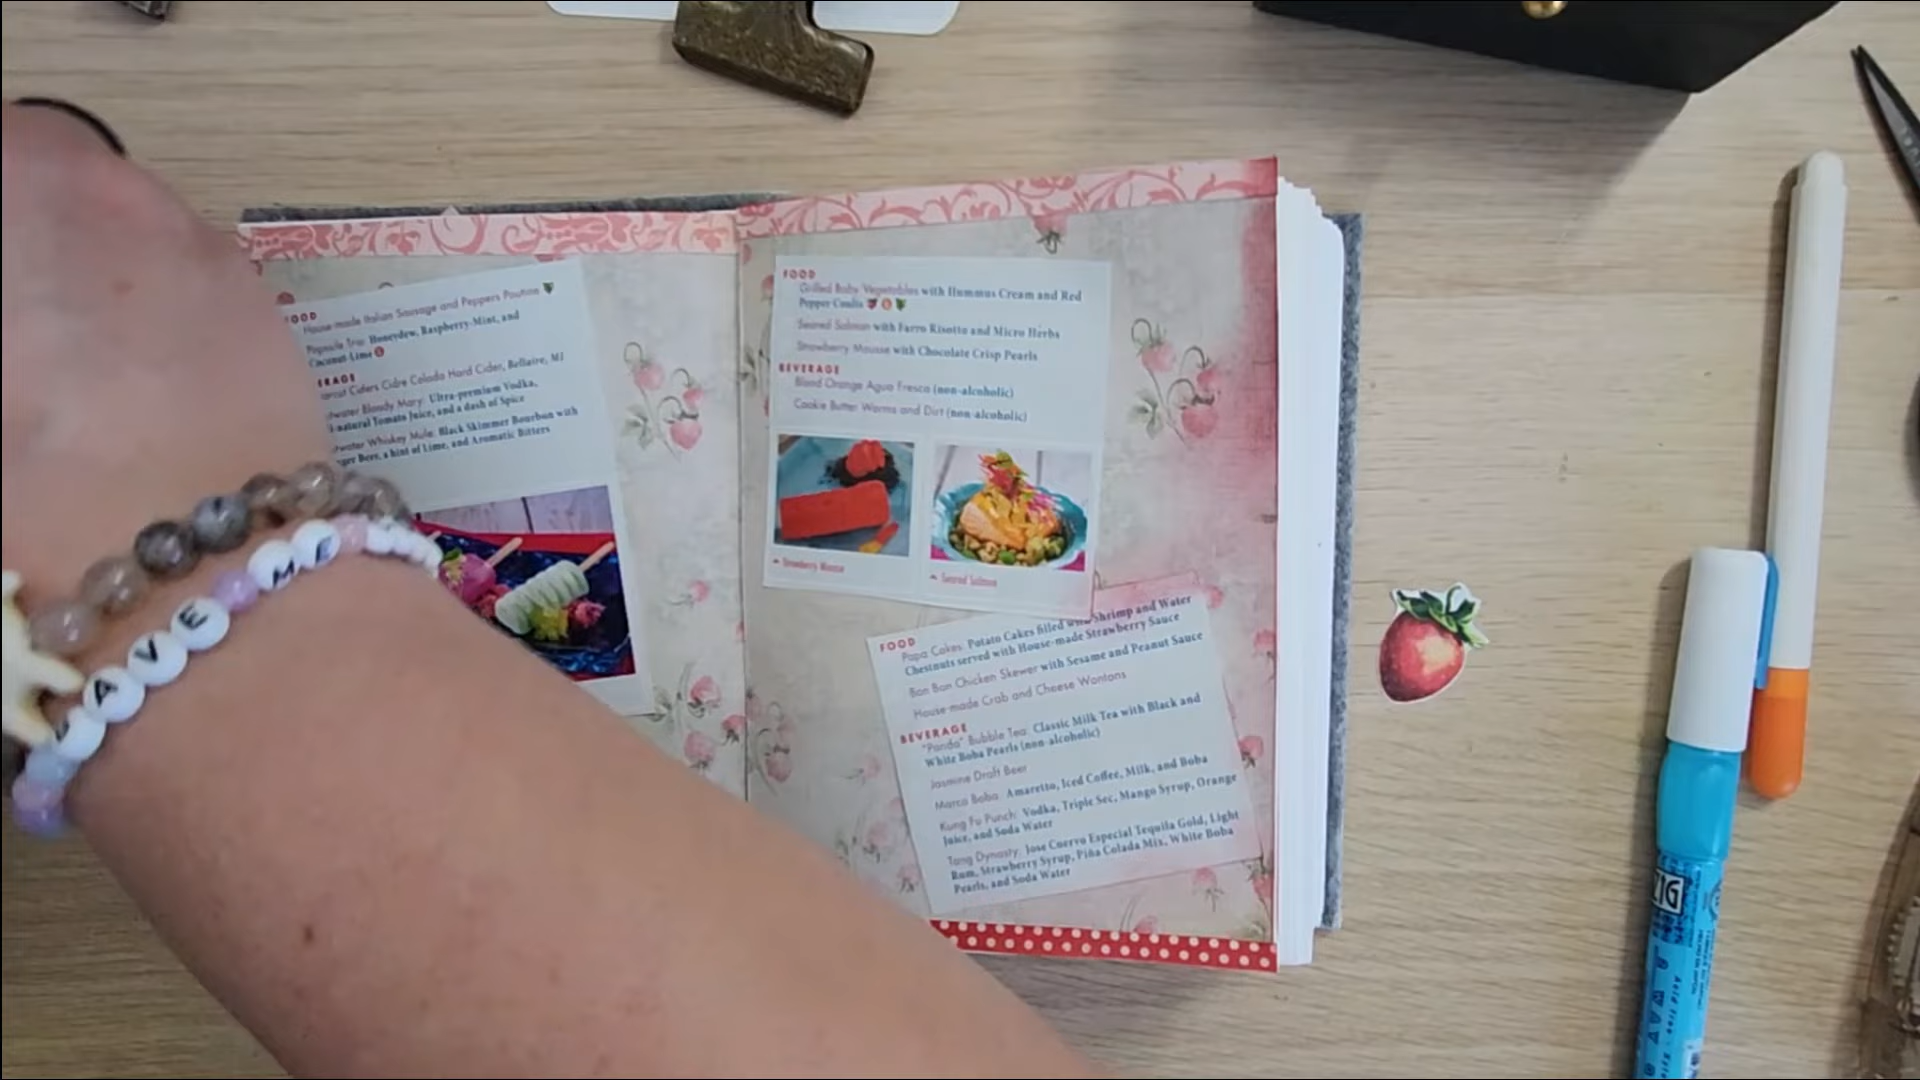 FOOD
House-made Italian Sausage and Peppers Poutine
Popsicle Trio: Honeydew, Raspberry-Mint, and
Coconut-Lime
Ciders Cidre Colada Hard Cider, Bellaire, MI
Bloody Mary: Ultra-premium Vodka,
Tomato Juice, and a dash of Spice
Whiskey Mule: Black Skimmer Bourbon with
Beer, a hint of Lime, and Aromatic Bitters
FOOD
Grilled Baby Vegetables with Hummus Cream and Red
Pepper Coulis
Seared Salmon with Farro Risotto and Micro Herbs
Strawberry Mousse with Chocolate Crisp Pearls
BEVERAGE
Blood Orange Agua Fresca (non-alcoholic)
Cookie Butter Worms and Dirt (non-alcoholic)
Strawberry Mousse
Seared Salmon
FOOD
Papa Cakes: Potato Cakes filled with Shrimp and Water
Chestnuts served with House-made Strawberry Sauce
Bon Bon Chicken Skewer with Sesame and Peanut Sauce
House-made Crab and Cheese Wontons
BEVERAGE
"Panda" Bubble Tea: Classic Milk Tea with Black and
White Boba Pearls (non-alcoholic)
Jasmine Draft Beer
Marco Boba: Amaretto, Iced Coffee, Milk, and Boba
Kung Fu Punch: Vodka, Triple Sec, Mango Syrup, Orange
Juice, and Soda Water
Tang Dynasty: Jose Cuervo Especial Tequila Gold, Light
Rum, Strawberry Syrup, Piña Colada Mix, White Boba
Pearls, and Soda Water
AVE ME
ZIG